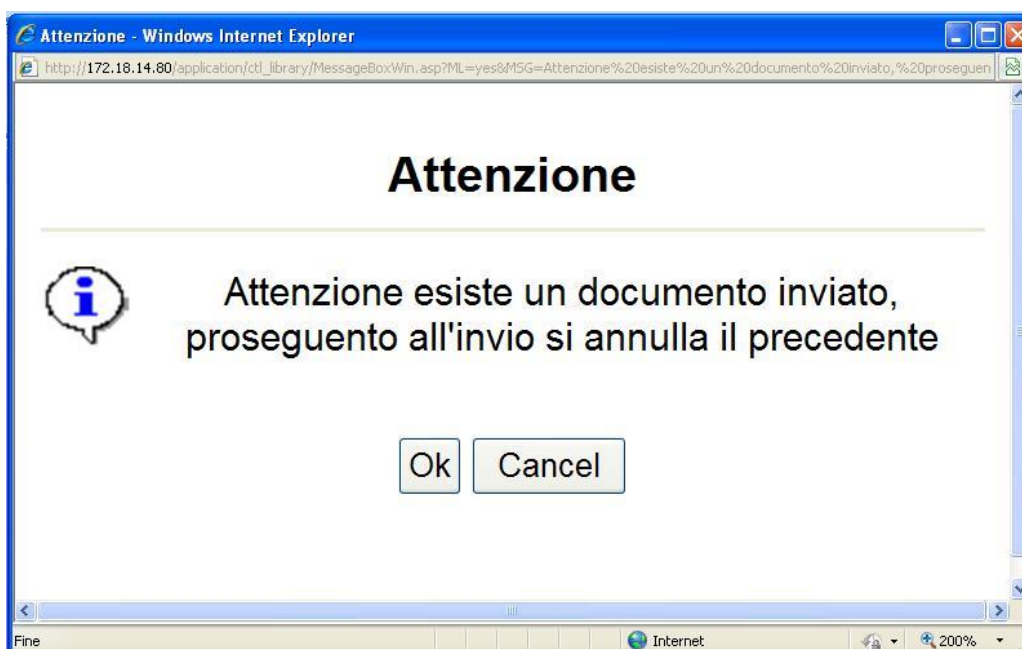 Attenzione - Windows Internet Explorer
http://172.18.14.80/application/ctl_library/MessageBoxWin.asp?ML=yes&MSG=Attenzione%20esiste%20un%20documento%20inviato,%20proseguen
Attenzione
Attenzione esiste un documento inviato,
proseguento all'invio si annulla il precedente
Ok Cancel
Fine Internet 200%